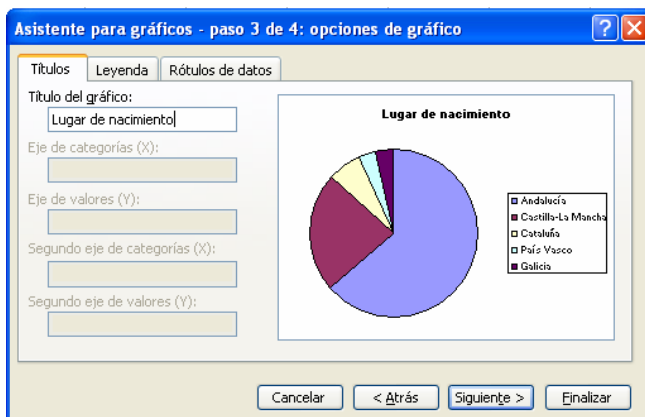 Asistente para gráficos - paso 3 de 4: opciones de gráfico
Títulos Leyenda Rótulos de datos
Título del gráfico:
Lugar de nacimiento
Eje de categorías (X):
Eje de valores (Y):
Segundo eje de categorías (X):
Segundo eje de valores (Y):
Lugar de nacimiento
Andalucía
Castilla-La Mancha
Cataluña
País Vasco
Galicia
Cancelar < Atrás Siguiente > Finalizar